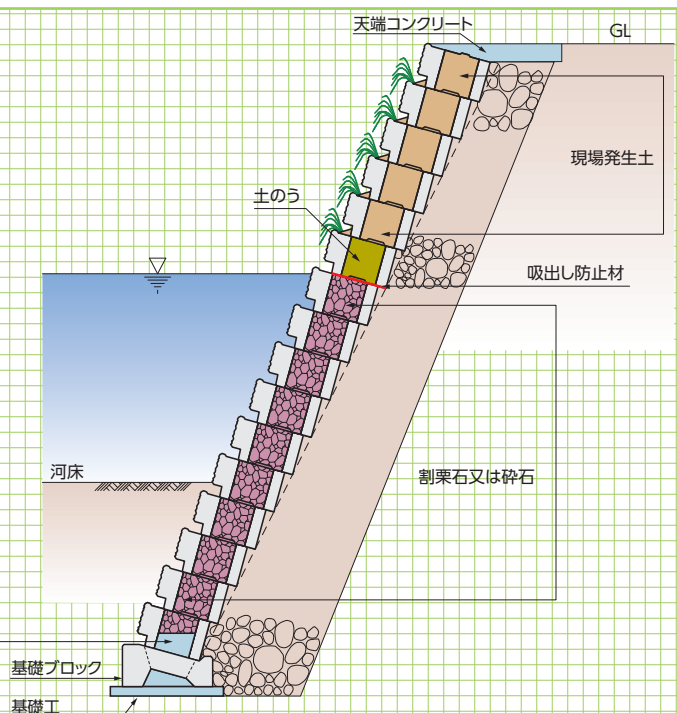 天端コンクリート
GL
現場発生土
土のう
吸出し防止材
河床
割栗石又は砕石
基礎ブロック
基礎工